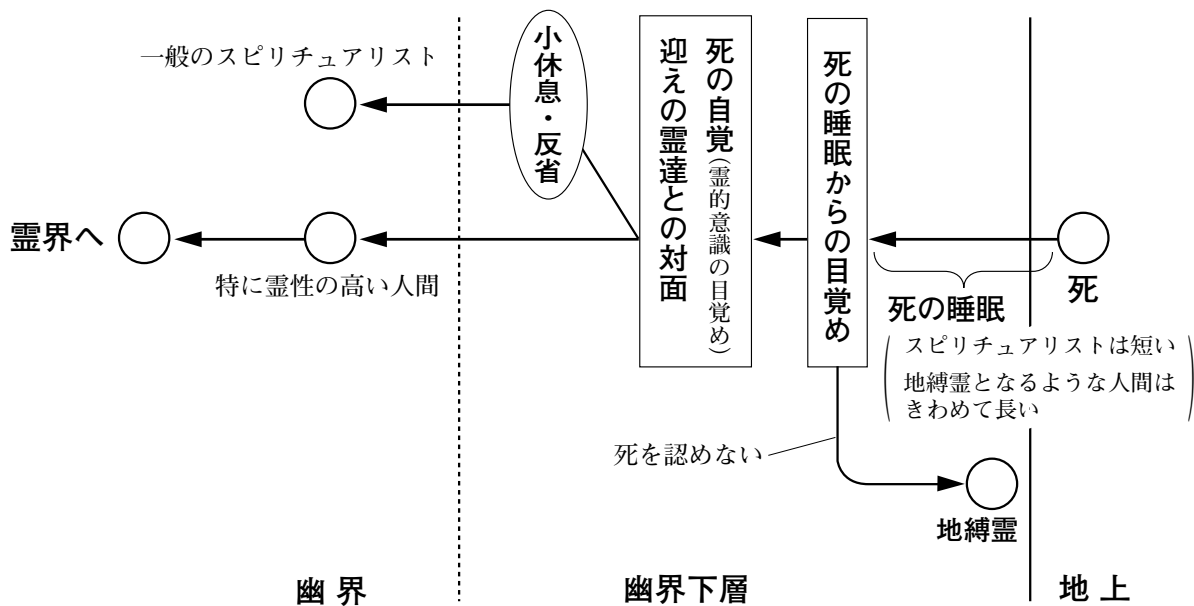 一般のスピリチュアリスト
小休息・反省
死の自覚(霊的意識の目覚め)
迎えの霊達との対面
死の睡眠からの目覚め
霊界へ
特に霊性の高い人間
死
死の睡眠
スピリチュアリストは短い
地縛霊となるような人間は
きわめて長い
死を認めない
地縛霊
幽界
幽界下層
地上